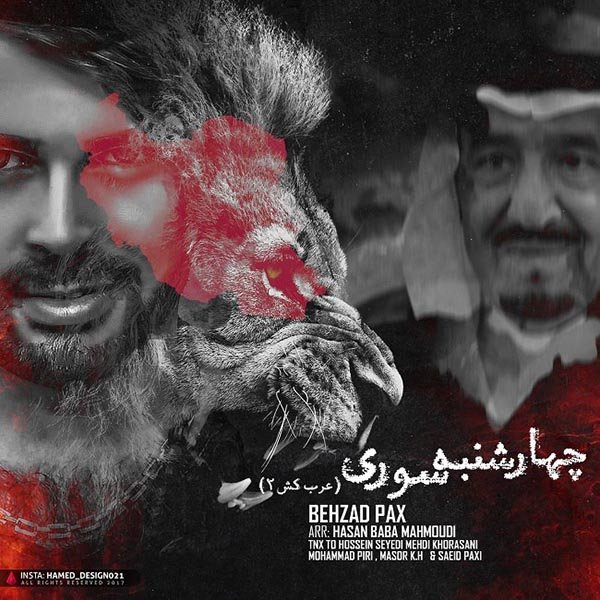 چهارشنبه سوری
(عرب کش ۲)
BEHZAD PAX
ARR: HASAN BABA MAHMOUDI
TNX TO HOSSEIN SEYEDI MEHDI KHORASANI
MOHAMMAD PIRI , MASOR K.H & SAEID PAXI
INSTA: HAMED_DESIGN021
ALL RIGHTS RESERVED 2017